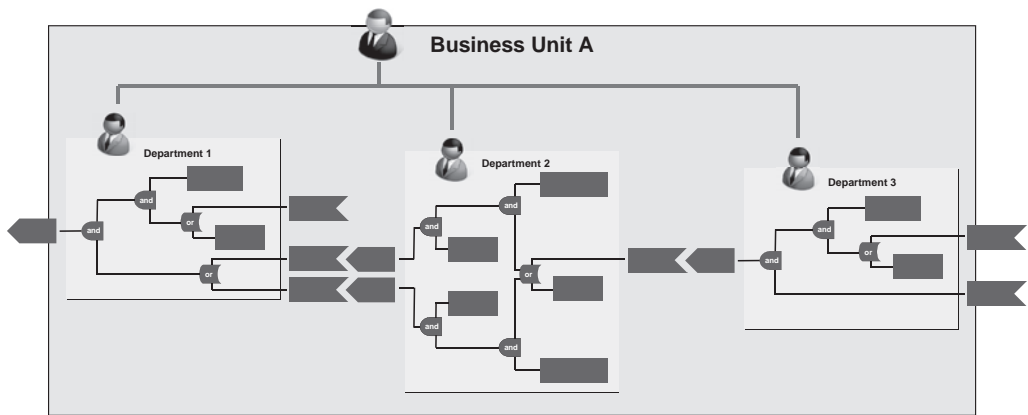 Business Unit A
Department 1
Department 2
Department 3
and
and
or
or
and
and
or
and
and
and
and
or